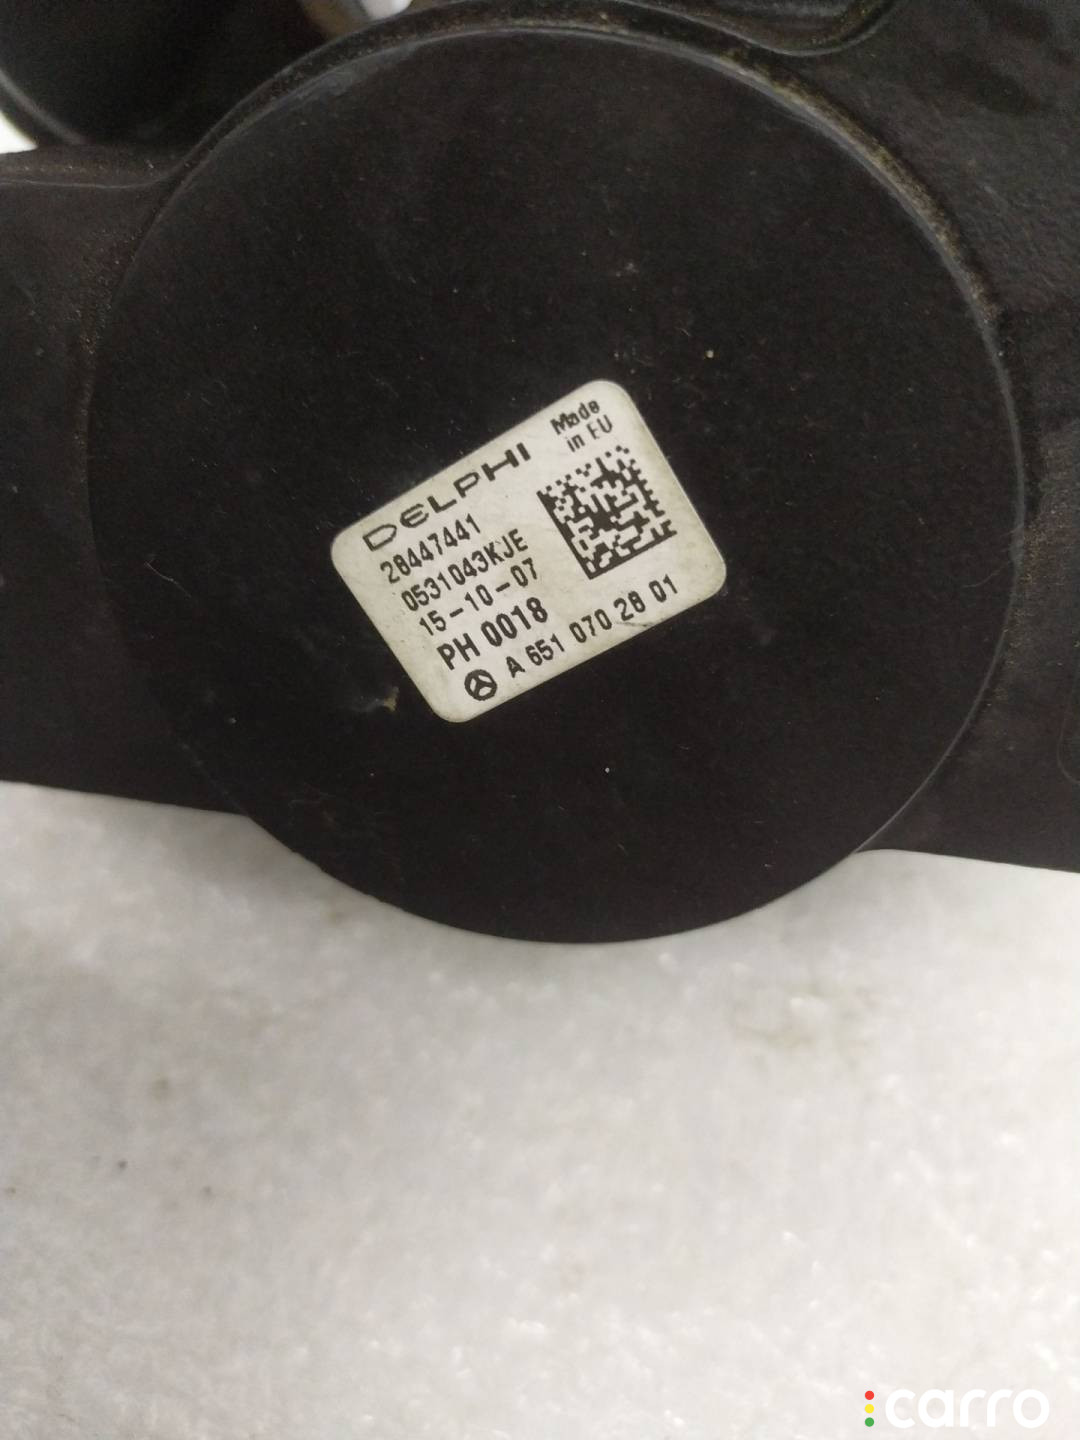 DELPHI
Made
in EU
28447441
0531043KJE
15-10-07
PH 0018
A 651 070 28 01
carro